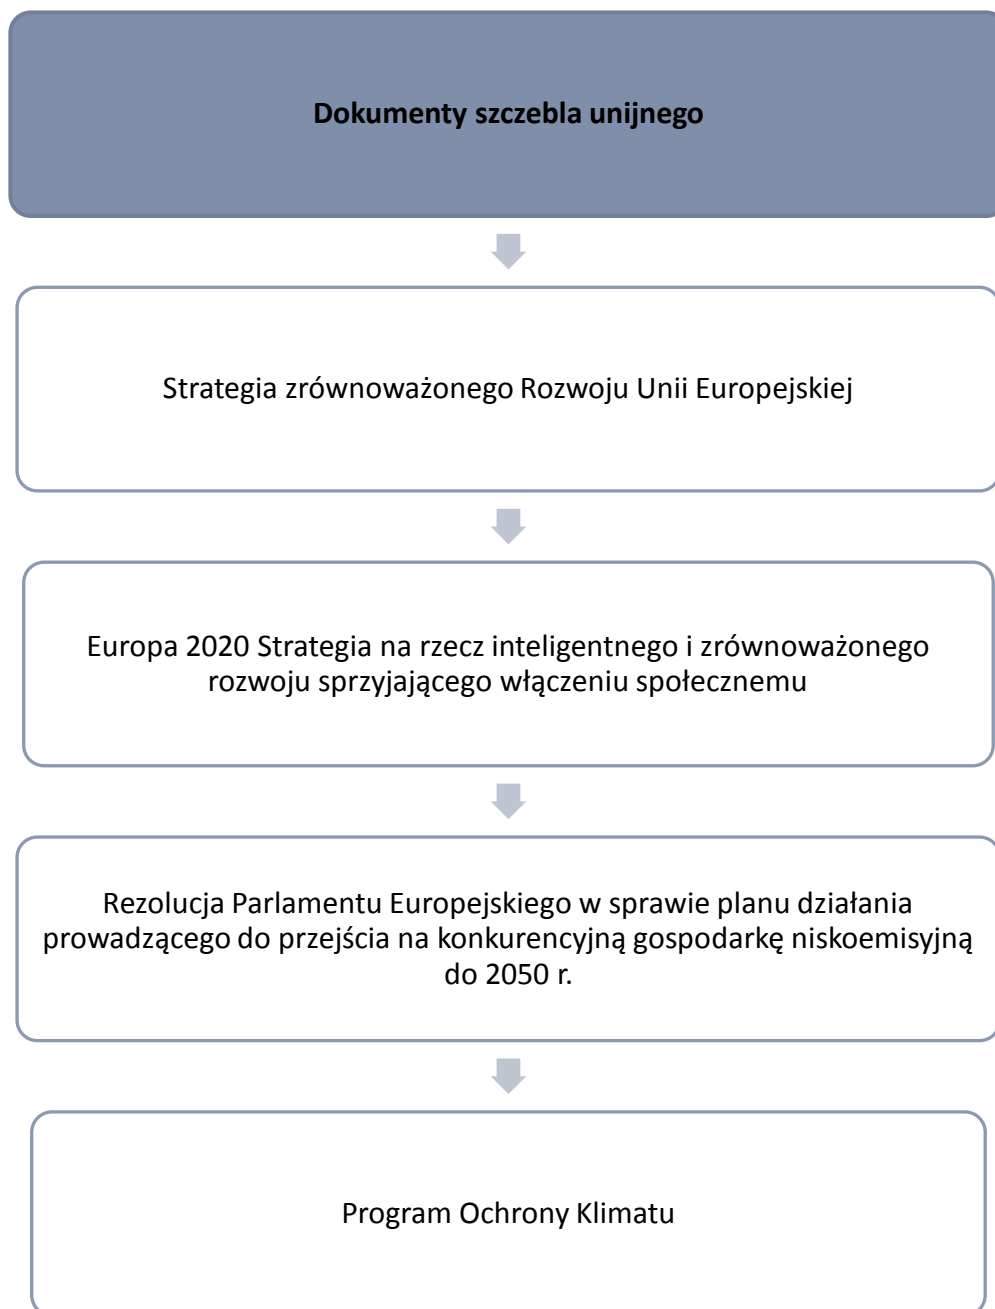 Dokumenty szczebla unijnego
Strategia zrównoważonego Rozwoju Unii Europejskiej
Europa 2020 Strategia na rzecz inteligentnego i zrównoważonego
rozwoju sprzyjającego włączeniu społecznemu
Rezolucja Parlamentu Europejskiego w sprawie planu działania
prowadzącego do przejścia na konkurencyjną gospodarkę niskoemisyjną
do 2050 r.
Program Ochrony Klimatu